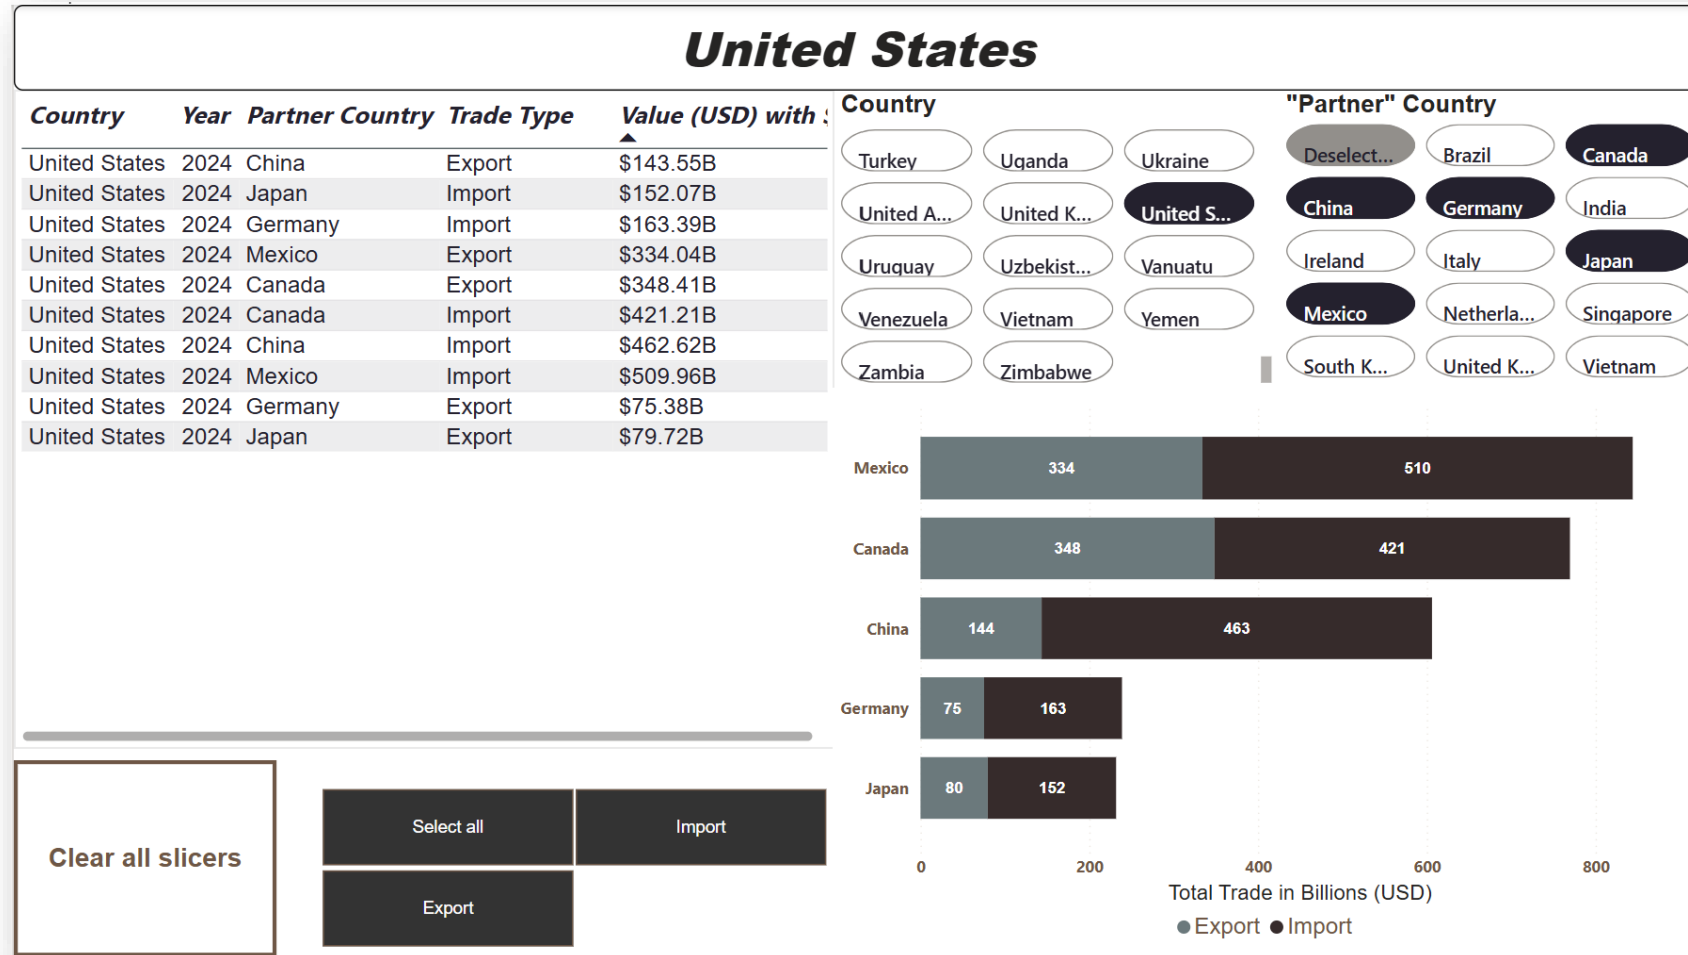 United States
Country Year Partner Country Trade Type Value (USD) with
United States 2024 China Export $143.55B
United States 2024 Japan Import $152.07B
United States 2024 Germany Import $163.39B
United States 2024 Mexico Export $334.04B
United States 2024 Canada Export $348.41B
United States 2024 Canada Import $421.21B
United States 2024 China Import $462.62B
United States 2024 Mexico Import $509.96B
United States 2024 Germany Export $75.38B
United States 2024 Japan Export $79.72B
Country
Turkey Uganda Ukraine
United A... United K... United S...
Uruguay Uzbekist... Vanuatu
Venezuela Vietnam Yemen
Zambia Zimbabwe
"Partner" Country
Deselect... Brazil Canada
China Germany India
Ireland Italy Japan
Mexico Netherla... Singapore
South K... United K... Vietnam
Mexico 334 510
Canada 348 421
China 144 463
Germany 75 163
Japan 80 152
0 200 400 600 800
Total Trade in Billions (USD)
Export Import
Clear all slicers
Select all Import
Export